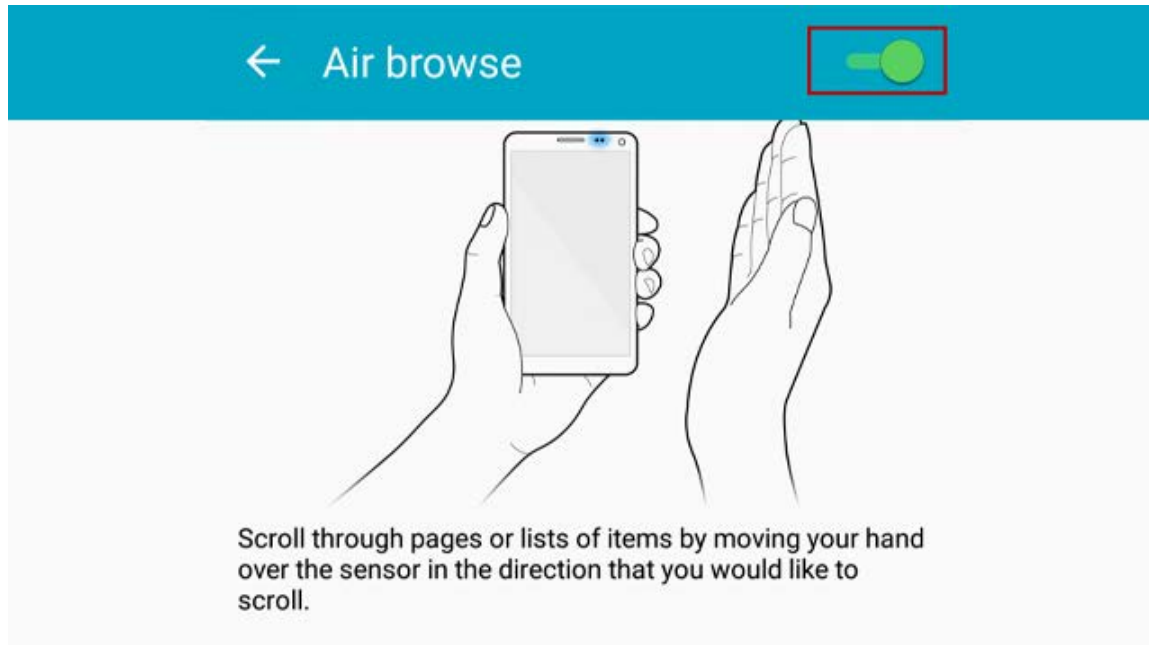 Air browse
Scroll through pages or lists of items by moving your hand
over the sensor in the direction that you would like to
scroll.